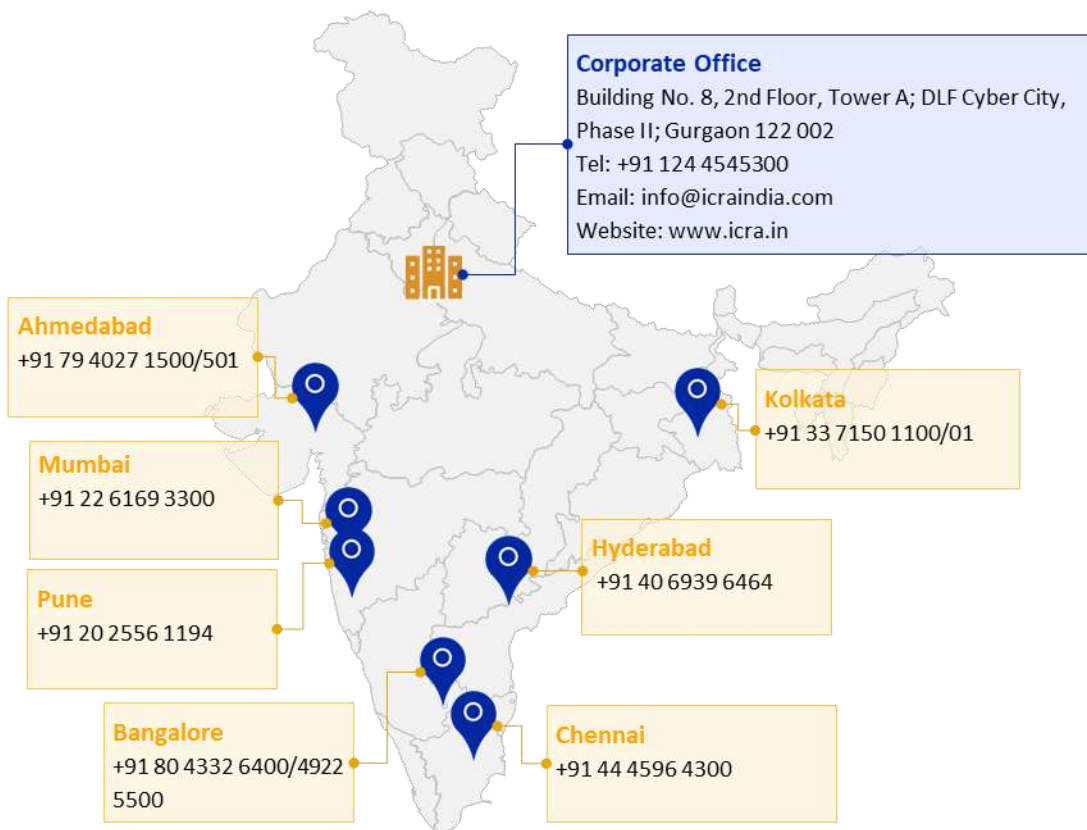 Corporate Office
Building No. 8, 2nd Floor, Tower A; DLF Cyber City,
Phase II; Gurgaon 122 002
Tel: +91 124 4545300
Email: info@icraindia.com
Website: www.icra.in
Ahmedabad
+91 79 4027 1500/501
Kolkata
+91 33 7150 1100/01
Mumbai
+91 22 6169 3300
Hyderabad
+91 40 6939 6464
Pune
+91 20 2556 1194
Bangalore
+91 80 4332 6400/4922
5500
Chennai
+91 44 4596 4300